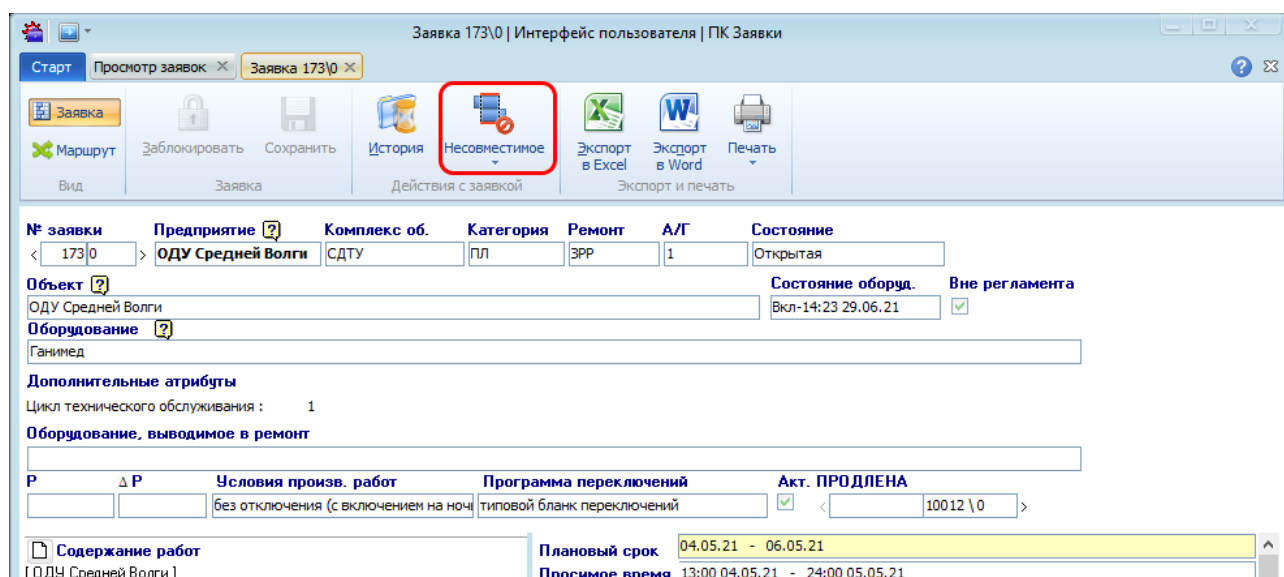 Заявка 173\0 | Интерфейс пользователя | ПК Заявки
Старт Просмотр заявок Заявка 173\0
Заявка
Маршрут
Вид
Заблокировать Сохранить
Заявка
История Несовместимое
Действия с заявкой
Экспорт в Excel Экспорт в Word Печать
Экспорт и печать
№ заявки Предприятие ? Комплекс об. Категория Ремонт А/Г Состояние
< 173 0 > ОДУ Средней Волги СДТУ ПЛ ЗРР 1 Открытая
Объект ? Состояние оборуд. Вне регламента
ОДУ Средней Волги Вкл-14:23 29.06.21
Оборудование ?
Ганимед
Дополнительные атрибуты
Цикл технического обслуживания : 1
Оборудование, выводимое в ремонт
Р Δ Р Условия произв. работ Программа переключений Акт. ПРОДЛЕНА
без отключения (с включением на ночь типовой бланк переключений < 10012 \ 0 >
Содержание работ Плановый срок 04.05.21 - 06.05.21
[ ОДУ Средней Волги ] Просимое время 13:00 04.05.21 - 24:00 05.05.21